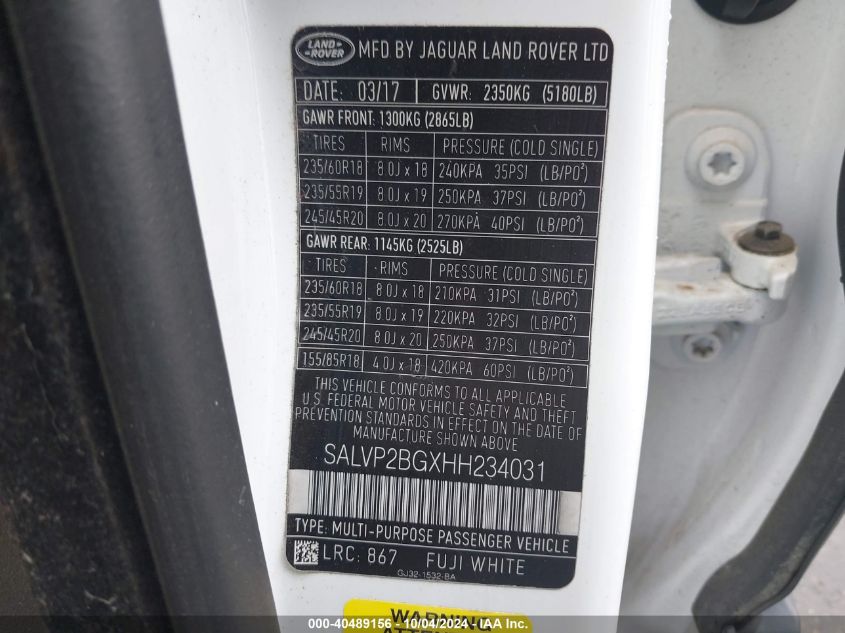 LAND ROVER MFD BY JAGUAR LAND ROVER LTD
DATE: 03/17 GVWR: 2350KG (5180LB)
GAWR FRONT: 1300KG (2865LB)
TIRES RIMS PRESSURE (COLD SINGLE)
235/60R18 8.0J x 18 240KPA 35PSI (LB/PO²)
235/55R19 8.0J x 19 250KPA 37PSI (LB/PO²)
245/45R20 8.0J x 20 270KPA 40PSI (LB/PO²)
GAWR REAR: 1145KG (2525LB)
TIRES RIMS PRESSURE (COLD SINGLE)
235/60R18 8.0J x 18 210KPA 31PSI (LB/PO²)
235/55R19 8.0J x 19 220KPA 32PSI (LB/PO²)
245/45R20 8.0J x 20 250KPA 37PSI (LB/PO²)
155/85R18 4.0J x 18 420KPA 60PSI (LB/PO²)
THIS VEHICLE CONFORMS TO ALL APPLICABLE
U.S. FEDERAL MOTOR VEHICLE SAFETY AND THEFT
PREVENTION STANDARDS IN EFFECT ON THE DATE OF
MANUFACTURE SHOWN ABOVE
SALVP2BGXHH234031
TYPE: MULTI-PURPOSE PASSENGER VEHICLE
LRC: 867 FUJI WHITE
GJ32-1532-BA
WARNING
000-40489156 - 10/04/2024 - IAAI.com